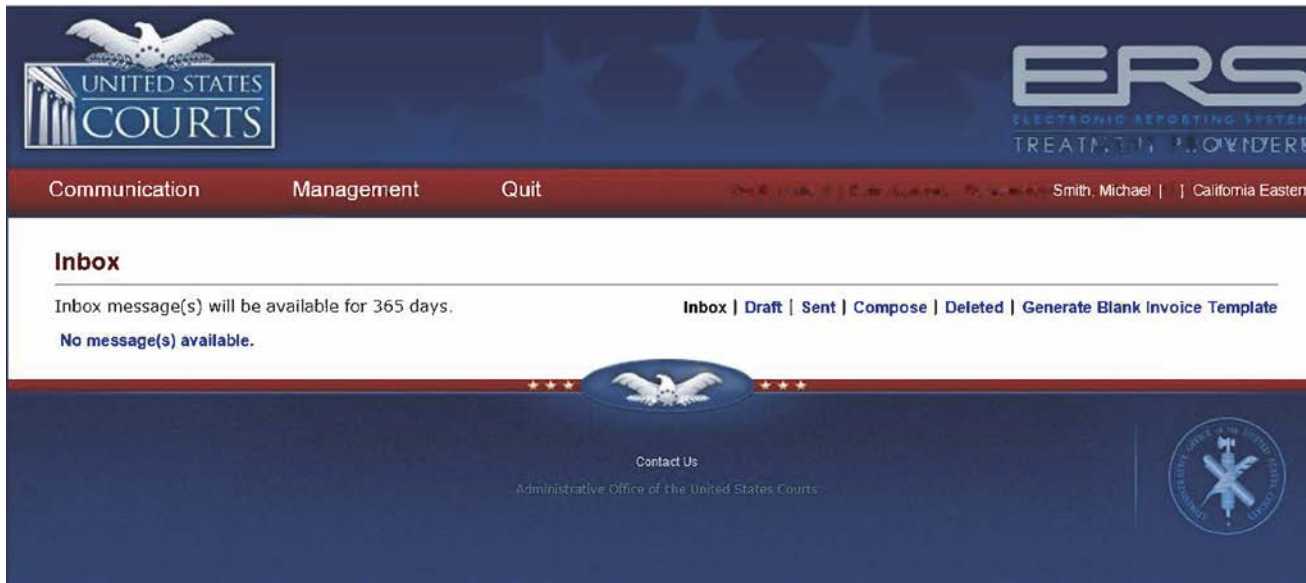 UNITED STATES
COURTS
ERS
ELECTRONIC REPORTING SYSTEM
Communication Management Quit Smith, Michael | | California Eastern
Inbox
Inbox message(s) will be available for 365 days. Inbox | Draft | Sent | Compose | Deleted | Generate Blank Invoice Template
No message(s) available.
Contact Us
Administrative Office of the United States Courts